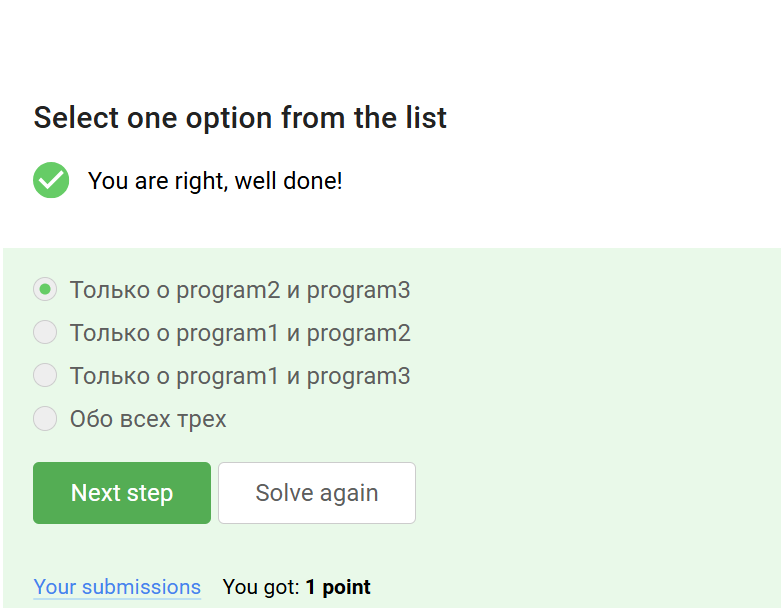 Select one option from the list
You are right, well done!
Только о program2 и program3
Только о program1 и program2
Только о program1 и program3
Обо всех трех
Next step Solve again
Your submissions You got: 1 point